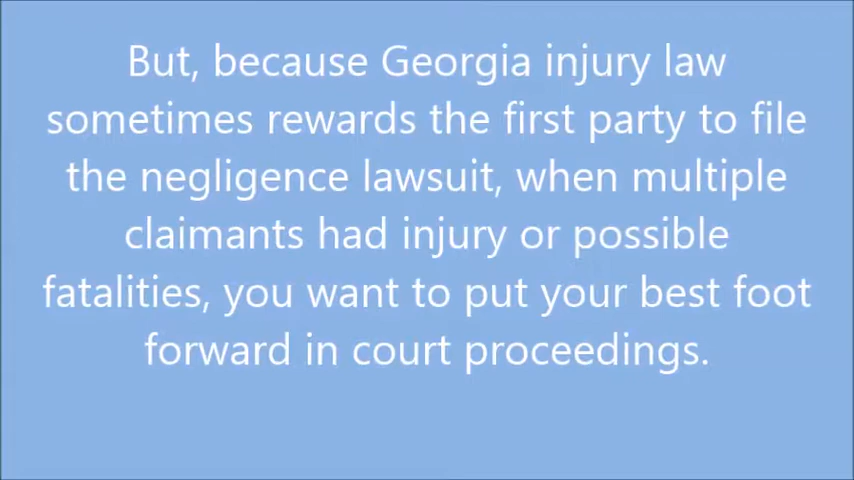 But, because Georgia injury law
sometimes rewards the first party to file
the negligence lawsuit, when multiple
claimants had injury or possible
fatalities, you want to put your best foot
forward in court proceedings.